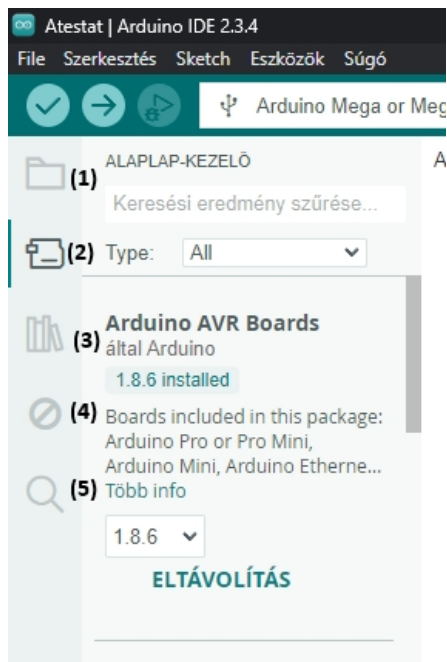 Atestat | Arduino IDE 2.3.4
File Szerkesztés Sketch Eszközök Súgó
Arduino Mega or Meg
A
ALAPLAP-KEZELŐ
(1)
Keresési eredmény szűrése...
(2) Type: All
Arduino AVR Boards
(3) által Arduino
1.8.6 installed
(4) Boards included in this package:
Arduino Pro or Pro Mini,
Arduino Mini, Arduino Etherne...
(5) Több info
1.8.6
ELTÁVOLÍTÁS